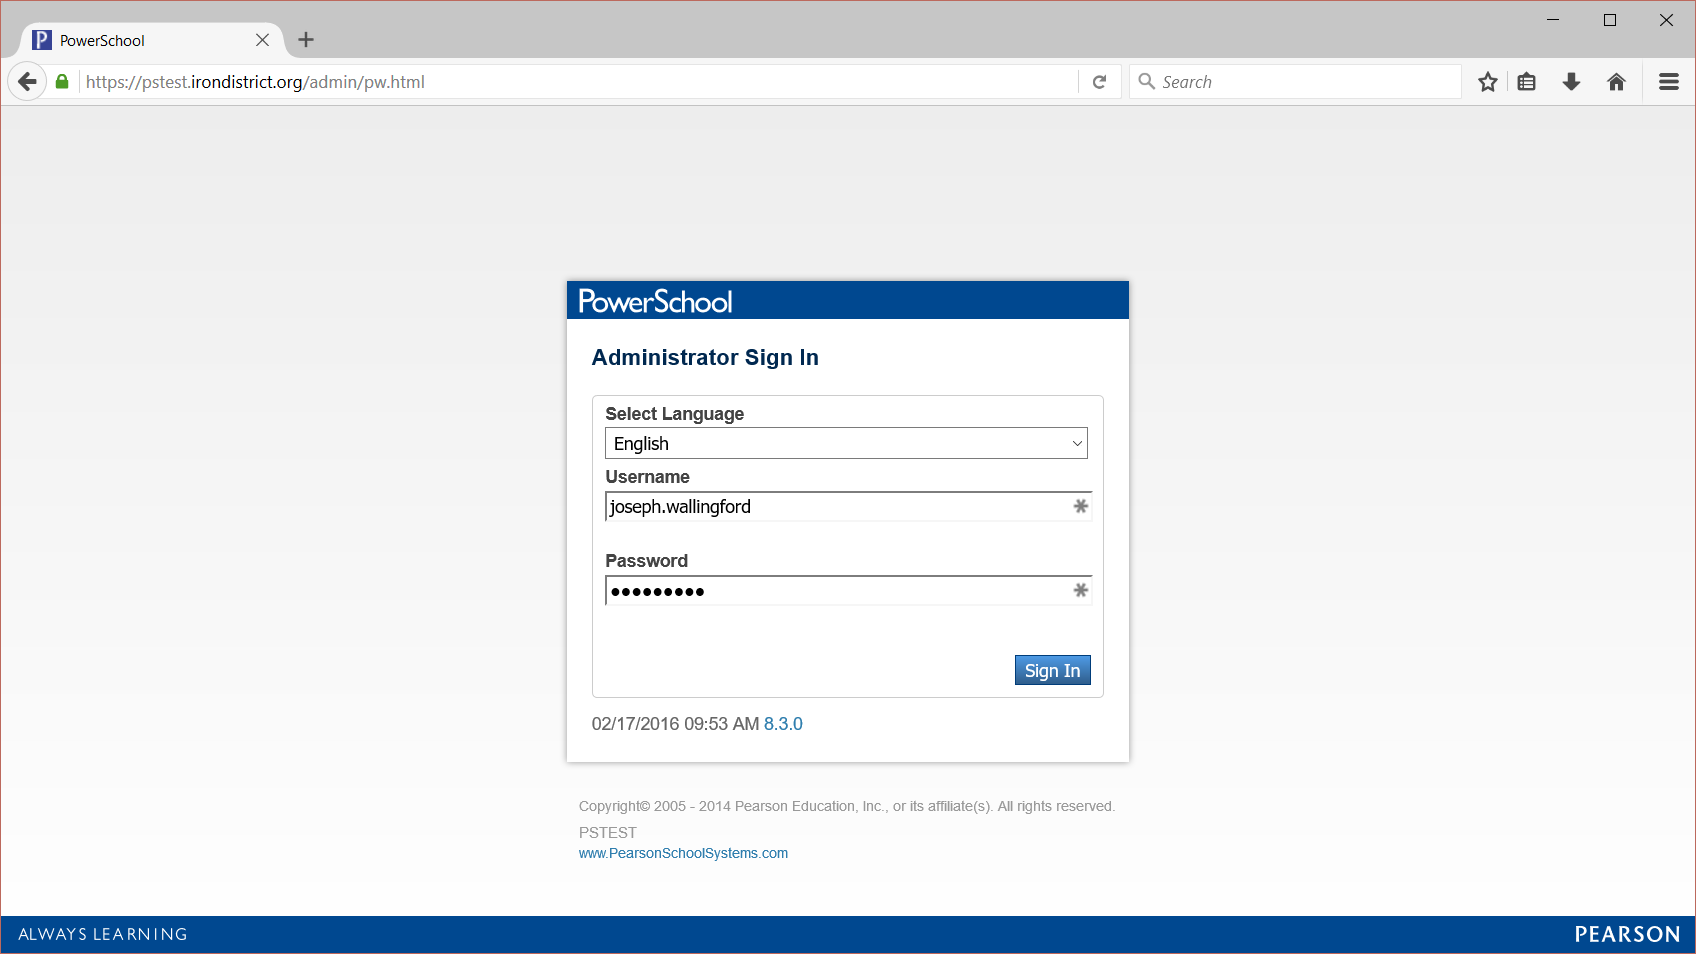 PowerSchool
https://pstest.irondistrict.org/admin/pw.html
Search
PowerSchool
Administrator Sign In
Select Language
English
Username
joseph.wallingford
Password
Sign In
02/17/2016 09:53 AM 8.3.0
Copyright© 2005 - 2014 Pearson Education, Inc., or its affiliate(s). All rights reserved.
PSTEST
www.PearsonSchoolSystems.com
ALWAYS LEARNING
PEARSON